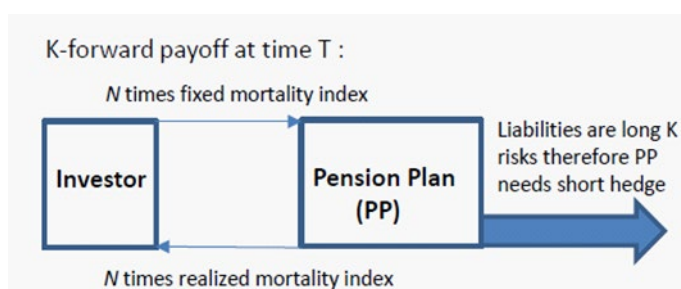 K-forward payoff at time T :
N times fixed mortality index
Investor
Pension Plan
(PP)
Liabilities are long K
risks therefore PP
needs short hedge
N times realized mortality index